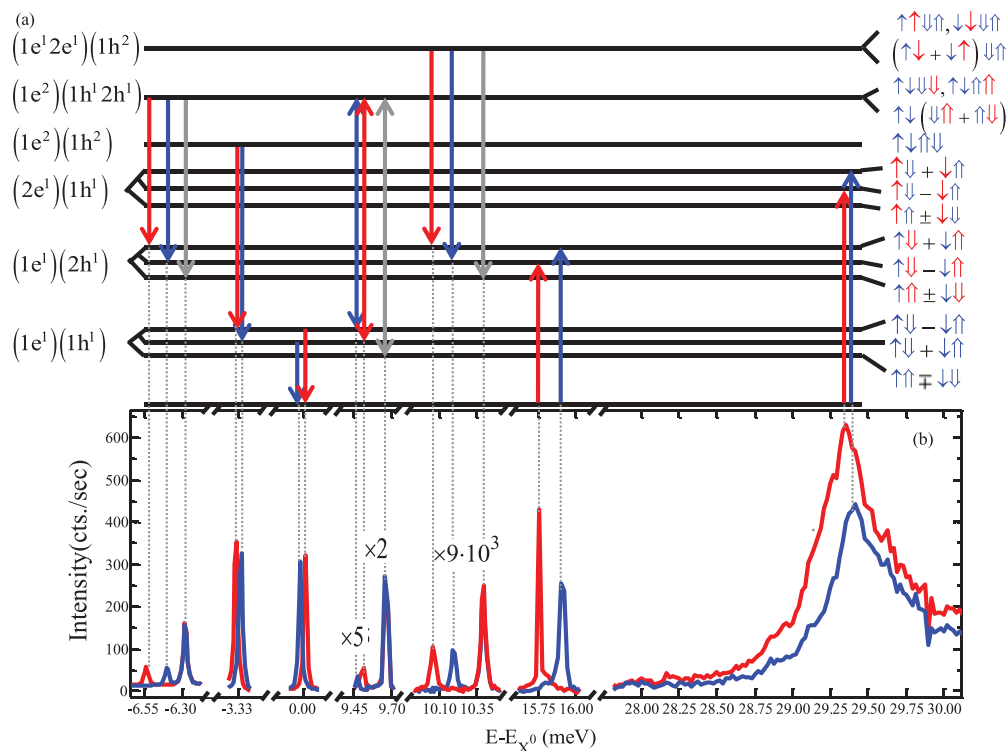 (a)
(1e¹2e¹)(1h²)
(1e²)(1h¹2h¹)
(1e²)(1h²)
(2e¹)(1h¹)
(1e¹)(2h¹)
(1e¹)(1h¹)
↑↑⇓⇑,↓↓⇓⇑
(↑↓+↓↑)⇓⇑
↑↓⇓⇓,↑↓⇑⇑
↑↓(⇓⇑+⇑⇓)
↑↓⇑⇓
↑⇓+↓⇑
↑⇓−↓⇑
↑⇑±↓⇓
↑⇓+↓⇑
↑⇓−↓⇑
↑⇑±↓⇓
↑⇓−↓⇑
↑⇓+↓⇑
↑⇑∓↓⇓
(b)
Intensity(cts./sec)
600
500
400
300
200
100
0
×5
×2
×9·10³
-6.55 -6.30 -3.33 0.00 9.45 9.70 10.10 10.35 15.75 16.00 28.00 28.25 28.50 28.75 29.00 29.25 29.50 29.75 30.00
E-E_X⁰ (meV)